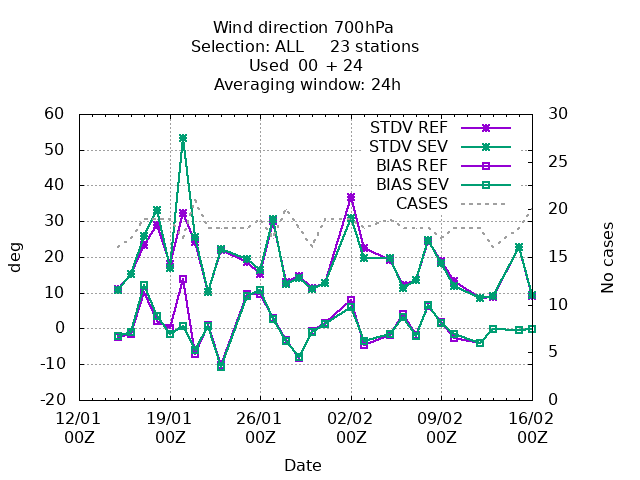 Wind direction 700hPa
Selection: ALL 23 stations
Used 00 + 24
Averaging window: 24h
60 30
STDV REF
STDV SEV
50 25
BIAS REF
BIAS SEV
40
CASES
20
30
deg
20 15
No cases
10 10
0
5
-10
-20 0
12/01 19/01 26/01 02/02 09/02 16/02
00Z 00Z 00Z 00Z 00Z 00Z
Date